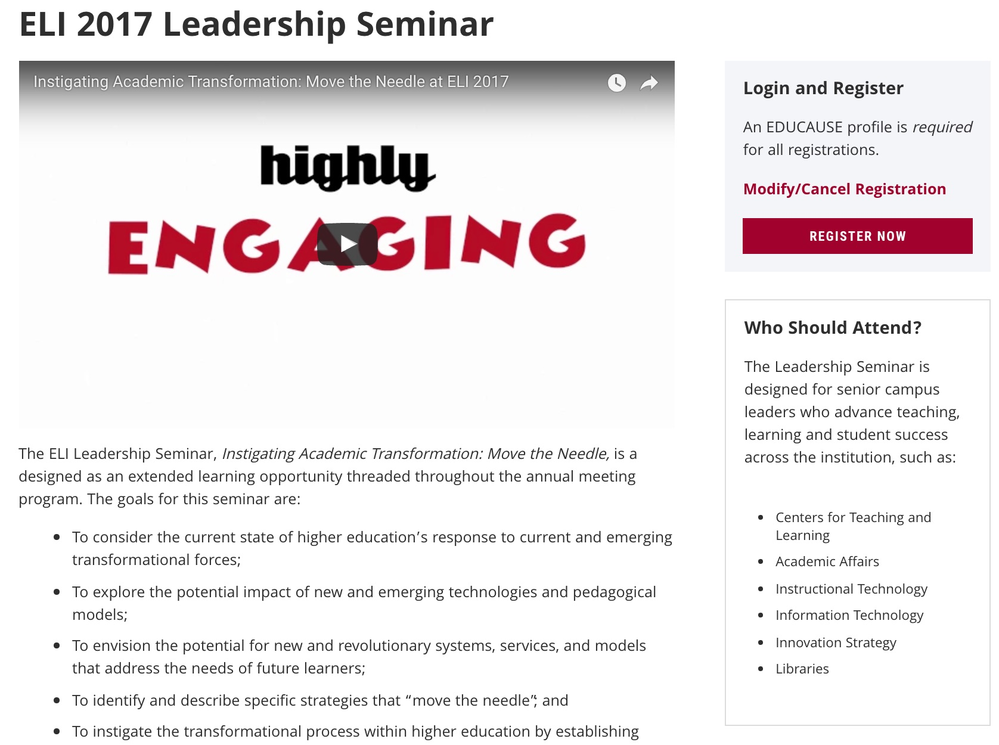 ELI 2017 Leadership Seminar
Instigating Academic Transformation: Move the Needle at ELI 2017
highly
ENGAGING
The ELI Leadership Seminar, Instigating Academic Transformation: Move the Needle, is a
designed as an extended learning opportunity threaded throughout the annual meeting
program. The goals for this seminar are:
• To consider the current state of higher education’s response to current and emerging
transformational forces;
• To explore the potential impact of new and emerging technologies and pedagogical
models;
• To envision the potential for new and revolutionary systems, services, and models
that address the needs of future learners;
• To identify and describe specific strategies that “move the needle”; and
• To instigate the transformational process within higher education by establishing
Login and Register
An EDUCAUSE profile is required
for all registrations.
Modify/Cancel Registration
REGISTER NOW
Who Should Attend?
The Leadership Seminar is
designed for senior campus
leaders who advance teaching,
learning and student success
across the institution, such as:
• Centers for Teaching and
Learning
• Academic Affairs
• Instructional Technology
• Information Technology
• Innovation Strategy
• Libraries